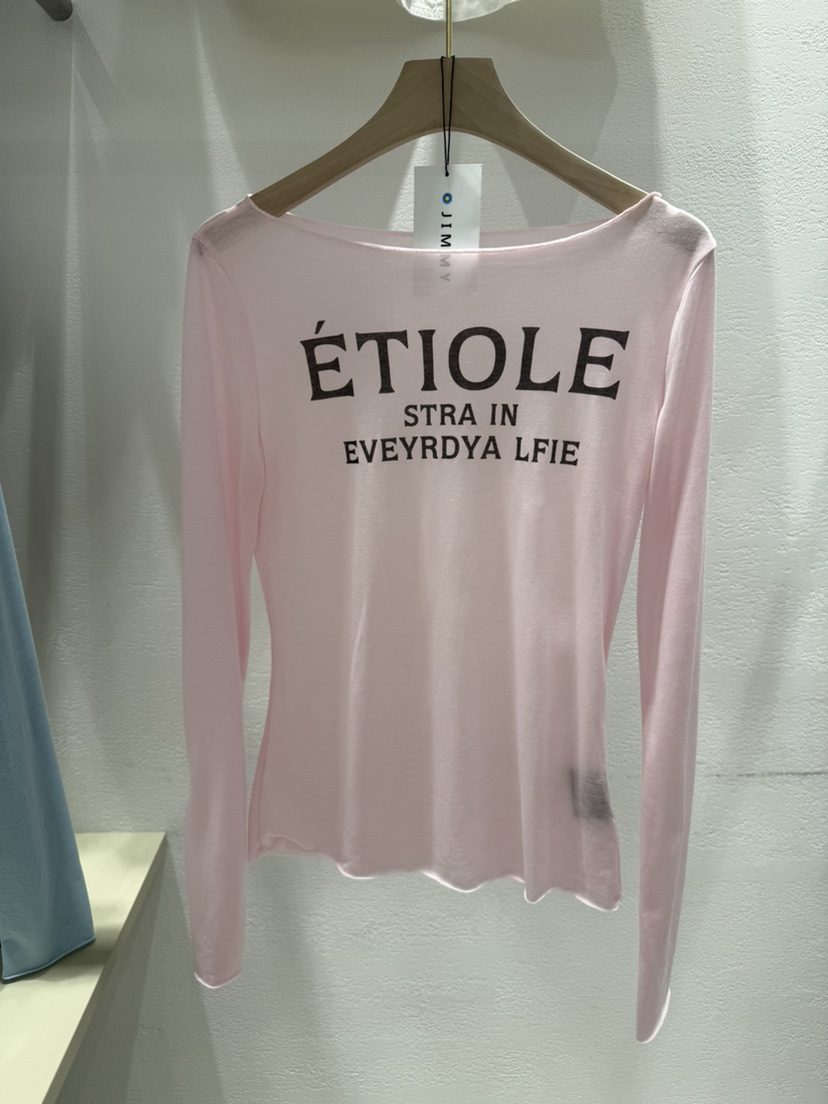 JIMMY
ÉTIOLE
STRA IN
EVEYRDYA LFIE